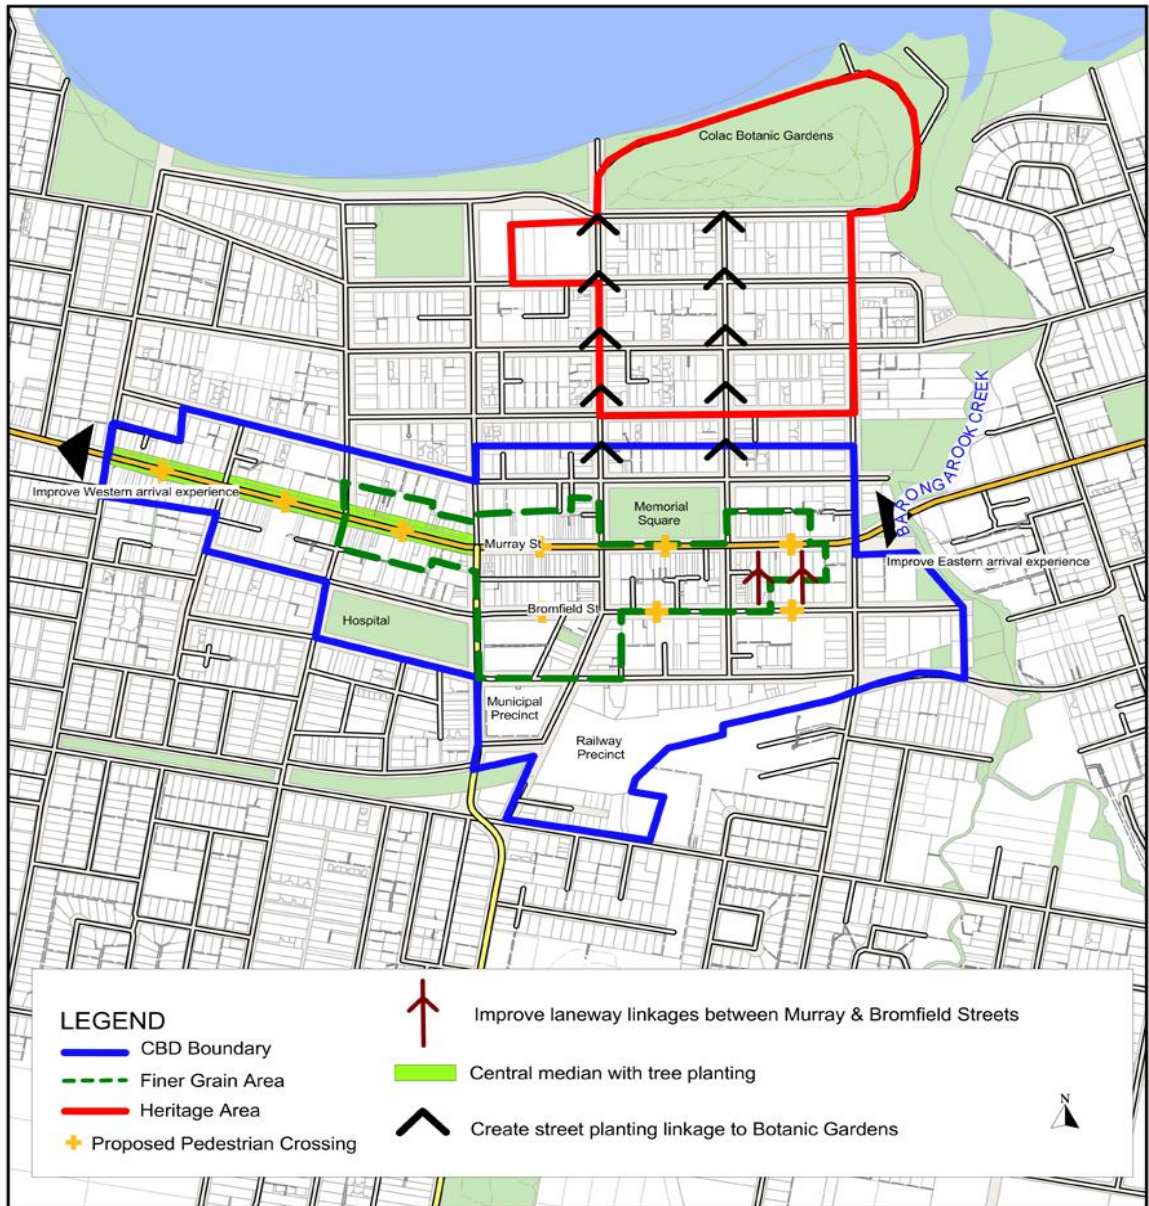 Colac Botanic Gardens
BARONGAROOK CREEK
Improve Western arrival experience
Memorial
Square
Murray St
Improve Eastern arrival experience
Bromfield St
Hospital
Municipal
Precinct
Railway
Precinct
LEGEND
CBD Boundary
Finer Grain Area
Heritage Area
Proposed Pedestrian Crossing
Improve laneway linkages between Murray & Bromfield Streets
Central median with tree planting
Create street planting linkage to Botanic Gardens
N